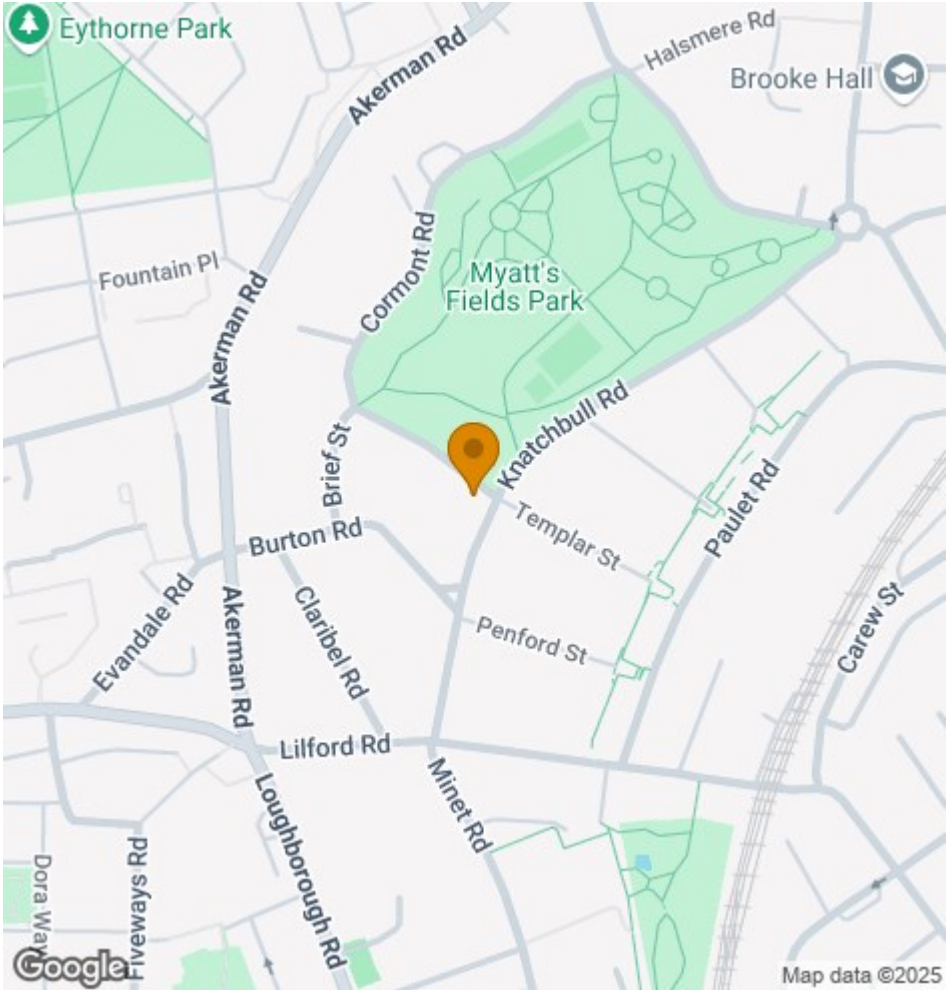 Eythorne Park
Akerman Rd
Halsmere Rd
Brooke Hall
Cormont Rd
Fountain Pl
Myatt's
Fields Park
Akerman Rd
Knatchbull Rd
Brief St
Paulet Rd
Templar St
Burton Rd
Carew St
Evandale Rd
Akerman Rd
Claribel Rd
Penford St
Lilford Rd
Minet Rd
Loughborough Rd
Dora Way
Fiveways Rd
Google
Map data ©2025